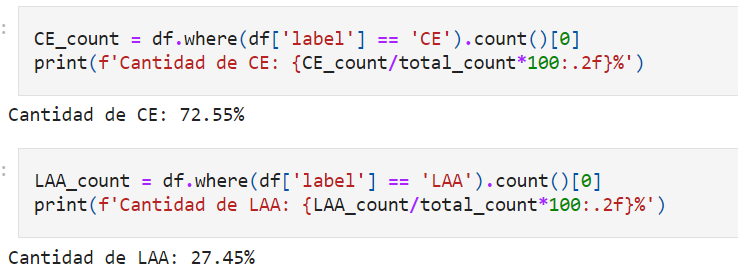 CE_count = df.where(df['label'] == 'CE').count()[0]
print(f'Cantidad de CE: {CE_count/total_count*100:.2f}%')
Cantidad de CE: 72.55%
LAA_count = df.where(df['label'] == 'LAA').count()[0]
print(f'Cantidad de LAA: {LAA_count/total_count*100:.2f}%')
Cantidad de LAA: 27.45%